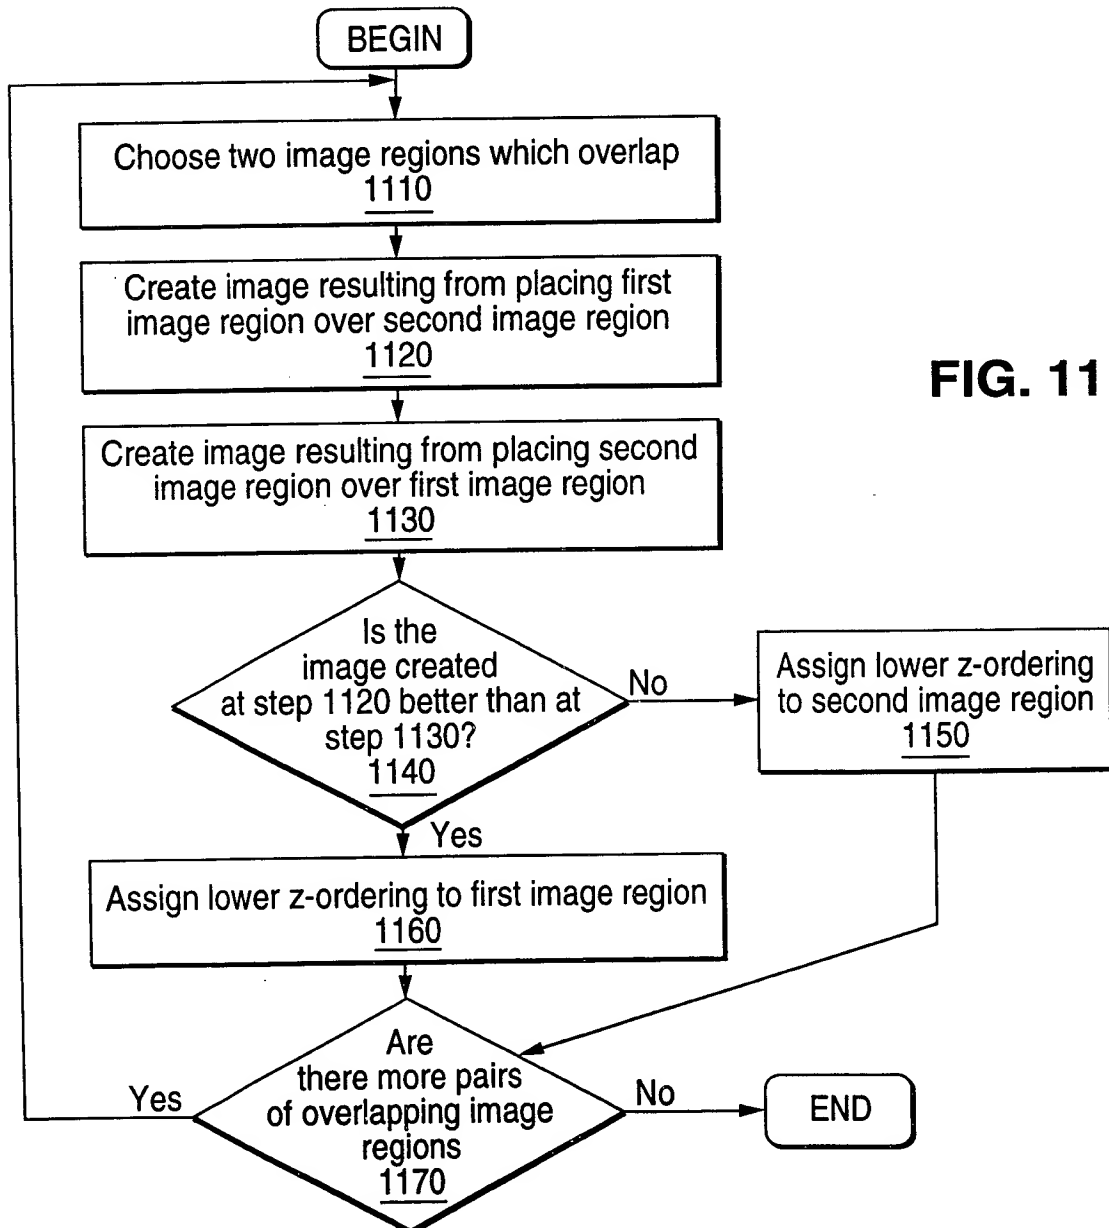 BEGIN
Choose two image regions which overlap
1110
Create image resulting from placing first
image region over second image region
1120
FIG. 11
Create image resulting from placing second
image region over first image region
1130
Is the
image created
at step 1120 better than at
step 1130?
1140
No
Assign lower z-ordering
to second image region
1150
Yes
Assign lower z-ordering to first image region
1160
Are
there more pairs
of overlapping image
regions
1170
Yes
No
END